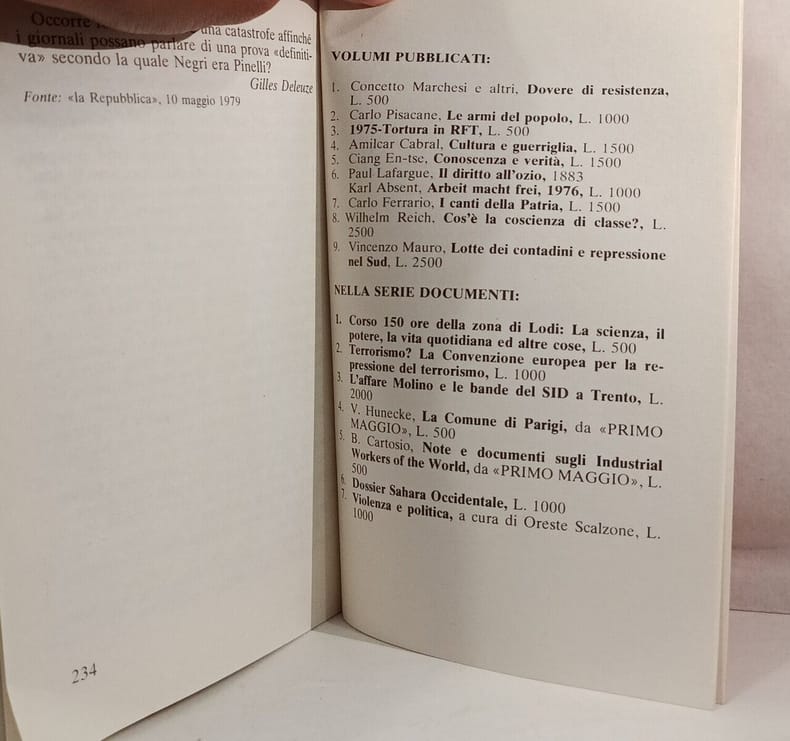 Occorre una catastrofe affinché
i giornali possano parlare di una prova «definiti-
va» secondo la quale Negri era Pinelli?
Gilles Deleuze
Fonte: «la Repubblica», 10 maggio 1979
234
VOLUMI PUBBLICATI:
1. Concetto Marchesi e altri, Dovere di resistenza,
L. 500
2. Carlo Pisacane, Le armi del popolo, L. 1000
3. 1975-Tortura in RFT, L. 500
4. Amilcar Cabral, Cultura e guerriglia, L. 1500
5. Ciang En-tse, Conoscenza e verità, L. 1500
6. Paul Lafargue, Il diritto all'ozio, 1883
Karl Absent, Arbeit macht frei, 1976, L. 1000
7. Carlo Ferrario, I canti della Patria, L. 1500
8. Wilhelm Reich, Cos'è la coscienza di classe?, L.
2500
9. Vincenzo Mauro, Lotte dei contadini e repressione
nel Sud, L. 2500
NELLA SERIE DOCUMENTI:
1. Corso 150 ore della zona di Lodi: La scienza, il
potere, la vita quotidiana ed altre cose, L. 500
2. Terrorismo? La Convenzione europea per la re-
pressione del terrorismo, L. 1000
3. L'affare Molino e le bande del SID a Trento, L.
2000
4. V. Hunecke, La Comune di Parigi, da «PRIMO
MAGGIO», L. 500
5. B. Cartosio, Note e documenti sugli Industrial
Workers of the World, da «PRIMO MAGGIO», L.
500
6. Dossier Sahara Occidentale, L. 1000
7. Violenza e politica, a cura di Oreste Scalzone, L.
1000